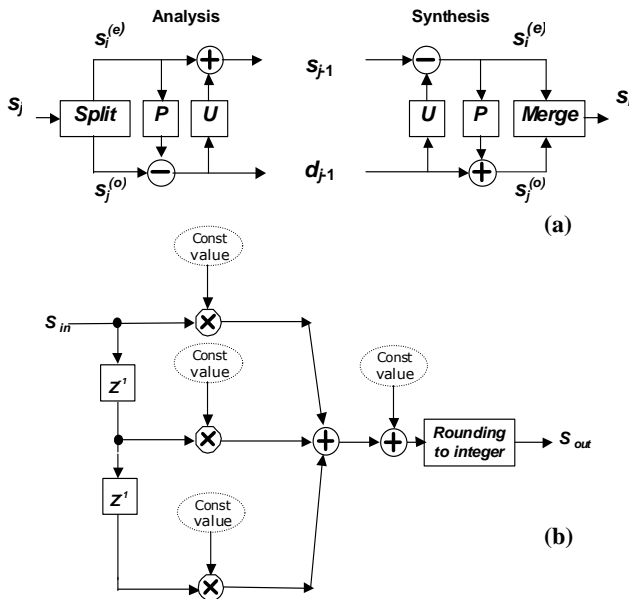 Analysis Synthesis
s_i^(e) s_i^(e)
s_j Split P U + s_j-1 − U P Merge s
− d_j-1 +
s_j^(o) s_j^(o)
(a)
Const value
S_in ×
Const value Const value
Z^-1
× + + Rounding to integer S_out
Z^-1
Const value
(b)
×